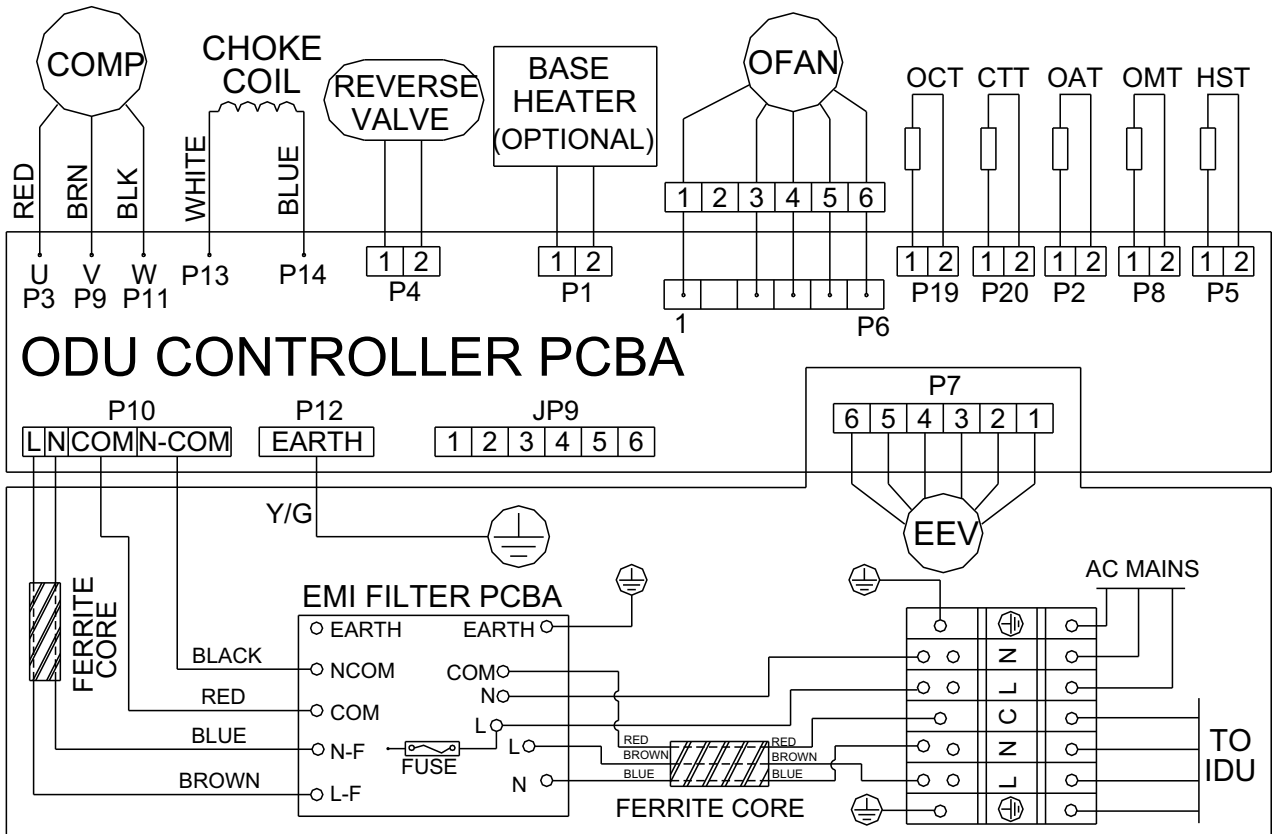 COMP
CHOKE
COIL
REVERSE
VALVE
BASE
HEATER
(OPTIONAL)
OFAN
OCT CTT OAT OMT HST
RED
BRN
BLK
WHITE
BLUE
1 2 3 4 5 6
U V W P13 P14
P3 P9 P11
1 2
P4
1 2
P1
1 P6
1 2 1 2 1 2 1 2 1 2
P19 P20 P2 P8 P5
ODU CONTROLLER PCBA
P10 P12 JP9 P7
L N COM N-COM
EARTH
1 2 3 4 5 6
6 5 4 3 2 1
Y/G
EEV
AC MAINS
FERRITE
CORE
EMI FILTER PCBA
EARTH EARTH
BLACK NCOM COM
N
RED COM
L
BLUE N-F FUSE L
BROWN L-F N
RED RED
BROWN BROWN
BLUE BLUE
FERRITE CORE
N
L
C
N
L
TO
IDU